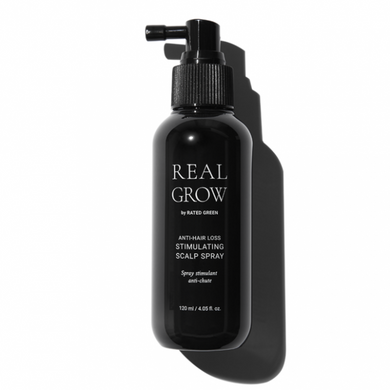 REAL
GROW
by RATED GREEN
ANTI-HAIR LOSS
STIMULATING
SCALP SPRAY
Spray stimulant
anti-chute
120 ml / 4.05 fl. oz.